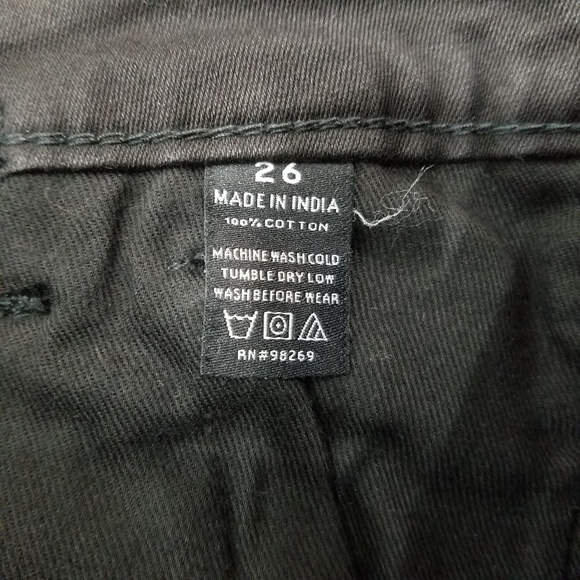 26
MADE IN INDIA
100% COTTON
MACHINE WASH COLD
TUMBLE DRY LOW
WASH BEFORE WEAR
RN#98269